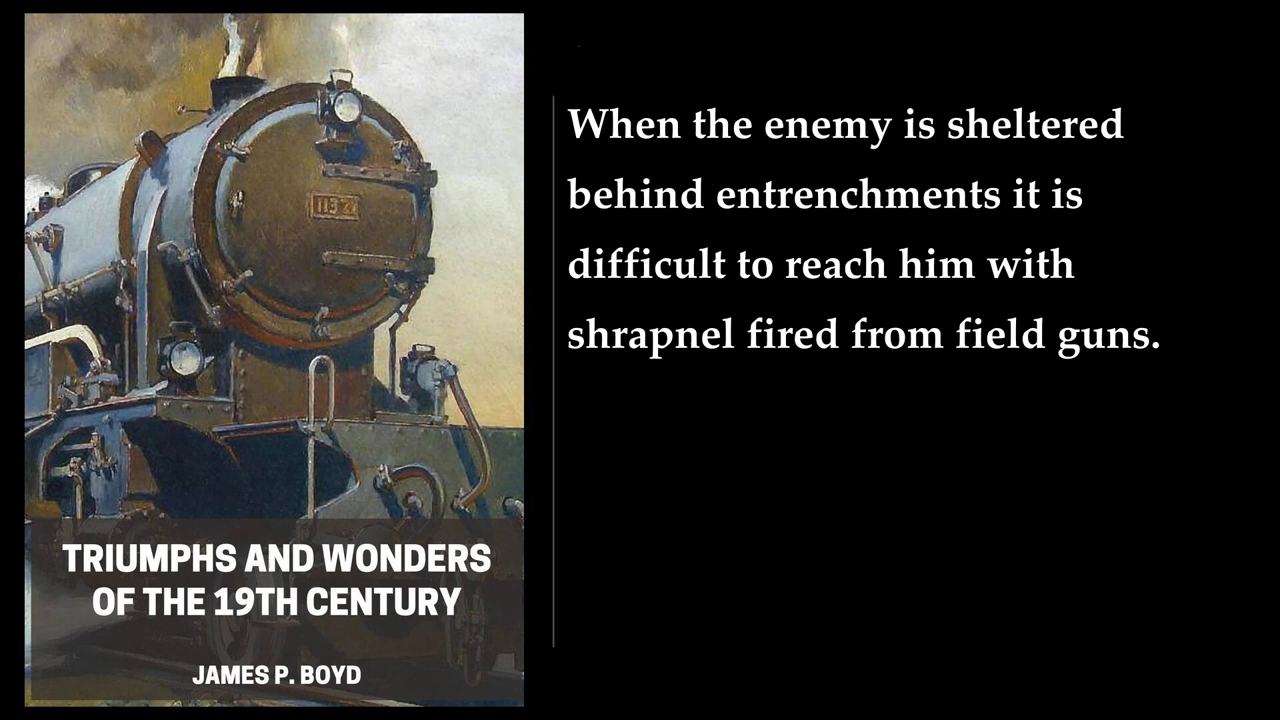 When the enemy is sheltered
behind entrenchments it is
difficult to reach him with
shrapnel fired from field guns.
TRIUMPHS AND WONDERS
OF THE 19TH CENTURY
JAMES P. BOYD